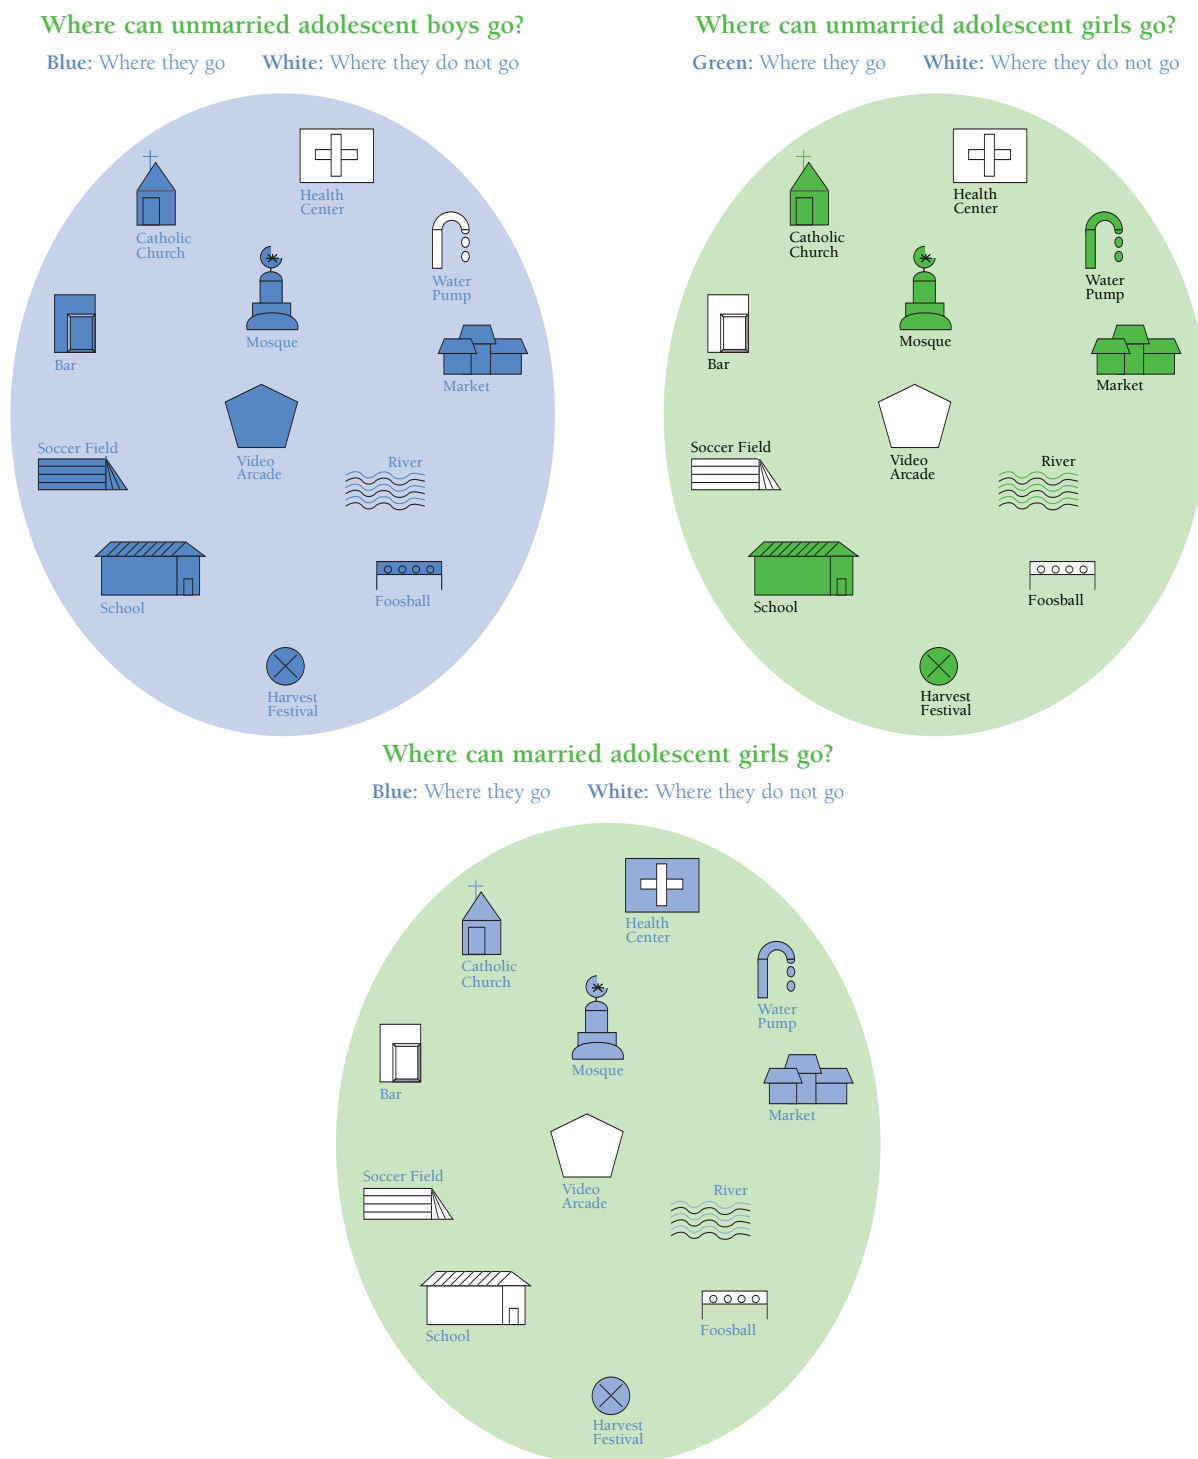 Where can unmarried adolescent boys go?
Blue: Where they go White: Where they do not go
Health
Center
Catholic
Church
Water
Pump
Mosque
Bar
Market
Soccer Field
Video
Arcade
River
School
Foosball
Harvest
Festival
Where can unmarried adolescent girls go?
Green: Where they go White: Where they do not go
Health
Center
Catholic
Church
Water
Pump
Mosque
Bar
Market
Soccer Field
Video
Arcade
River
School
Foosball
Harvest
Festival
Where can married adolescent girls go?
Blue: Where they go White: Where they do not go
Health
Center
Catholic
Church
Water
Pump
Mosque
Bar
Market
Soccer Field
Video
Arcade
River
School
Foosball
Harvest
Festival